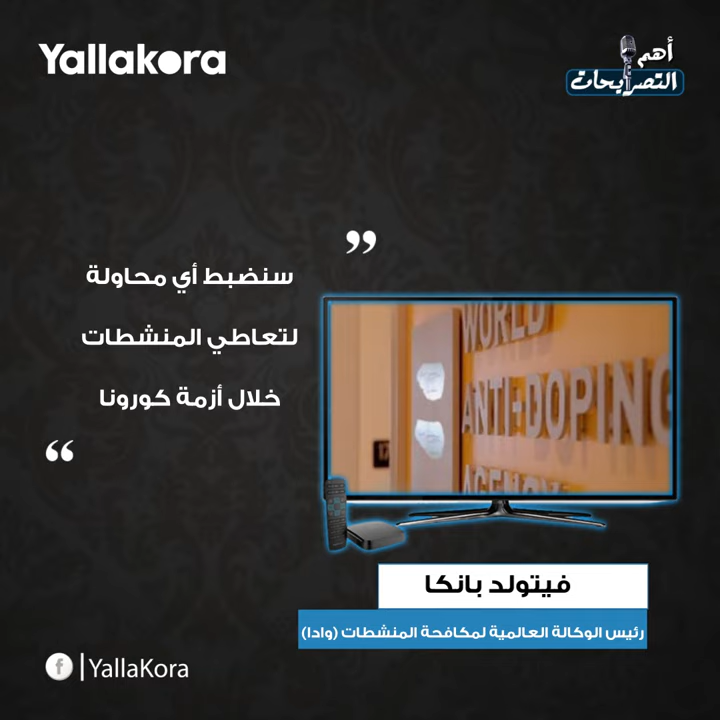 Yallakora
أهم
التصريحات
”
سنضبط أي محاولة
لتعاطي المنشطات
خلال أزمة كورونا
“
WORLD
ANTI-DOPING
AGENCY
فيتولد بانكا
رئيس الوكالة العالمية لمكافحة المنشطات (وادا)
f | YallaKora